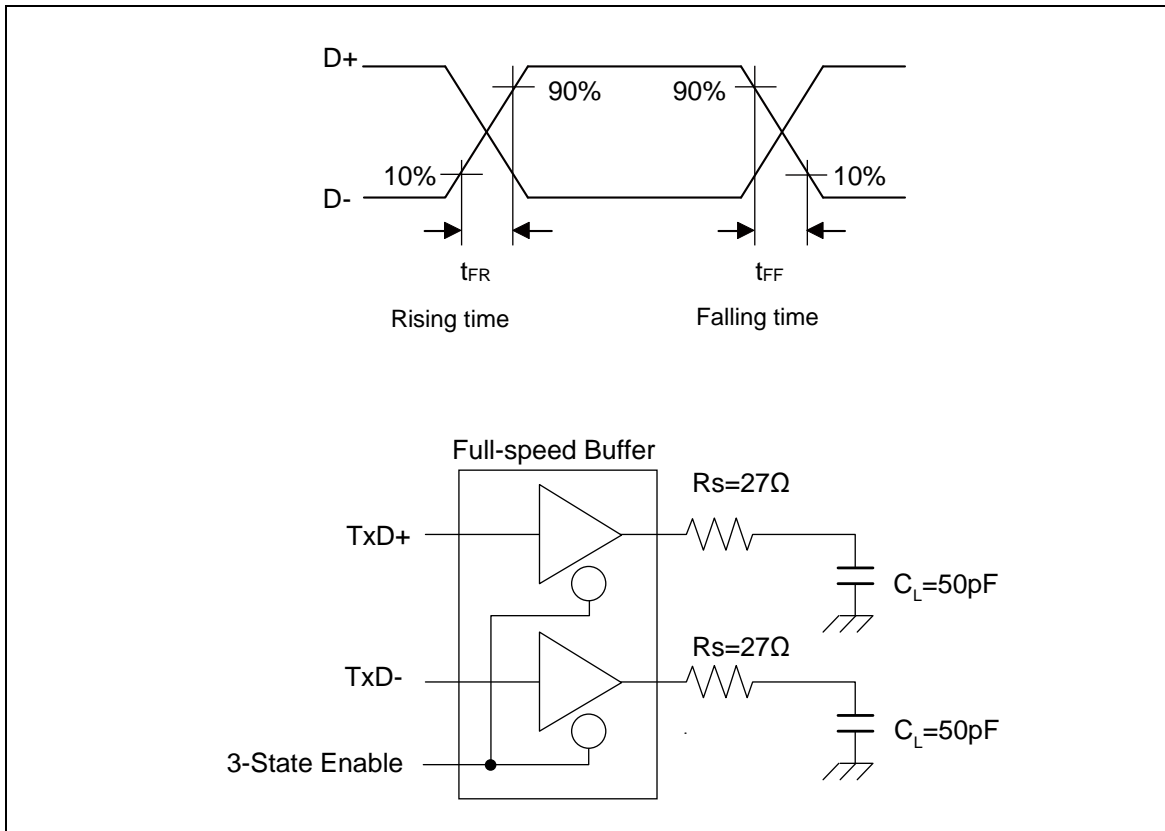 D+
90%
90%
10%
10%
D-
tFR
tFF
Rising time
Falling time
Full-speed Buffer
Rs=27Ω
TxD+
CL=50pF
Rs=27Ω
TxD-
CL=50pF
3-State Enable